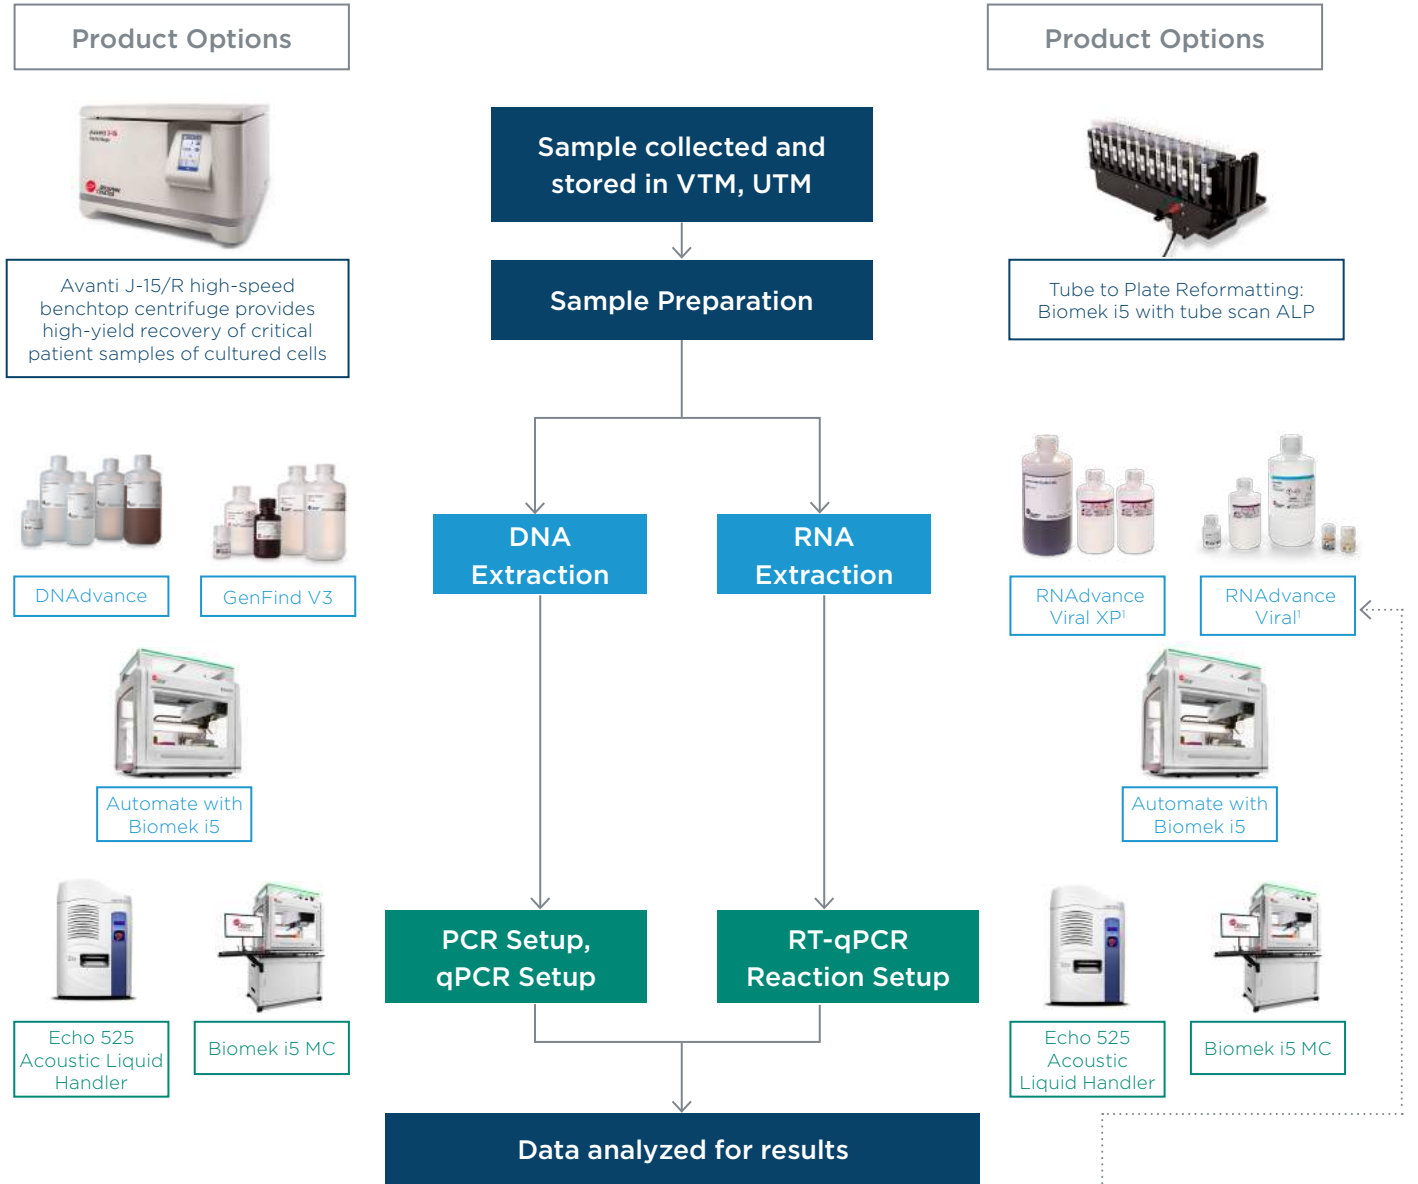 Product Options
Product Options
Sample collected and
stored in VTM, UTM
Avanti J-15/R high-speed
benchtop centrifuge provides
high-yield recovery of critical
patient samples of cultured cells
Sample Preparation
Tube to Plate Reformatting:
Biomek i5 with tube scan ALP
DNA
Extraction
RNA
Extraction
DNAdvance
GenFind V3
RNAdvance
Viral XP¹
RNAdvance
Viral¹
Automate with
Biomek i5
Automate with
Biomek i5
PCR Setup,
qPCR Setup
RT-qPCR
Reaction Setup
Echo 525
Acoustic Liquid
Handler
Biomek i5 MC
Echo 525
Acoustic
Liquid Handler
Biomek i5 MC
Data analyzed for results